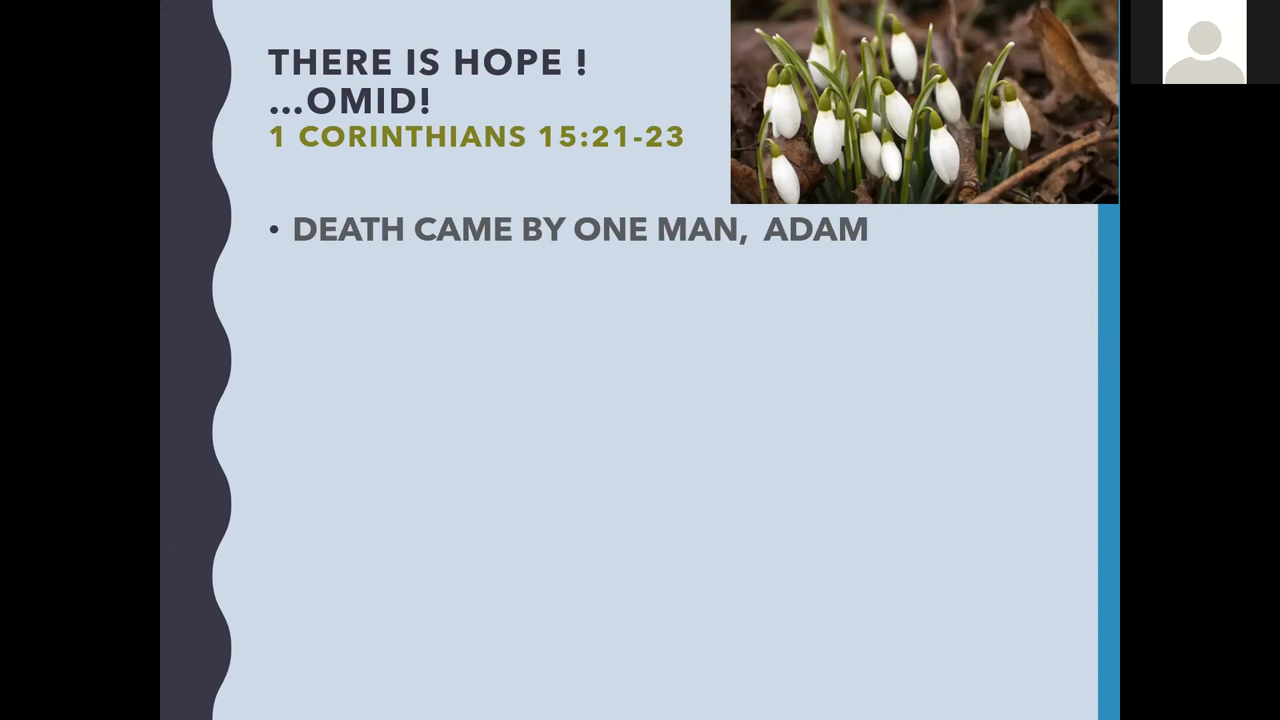 THERE IS HOPE !
...OMID!
1 CORINTHIANS 15:21-23
• DEATH CAME BY ONE MAN, ADAM